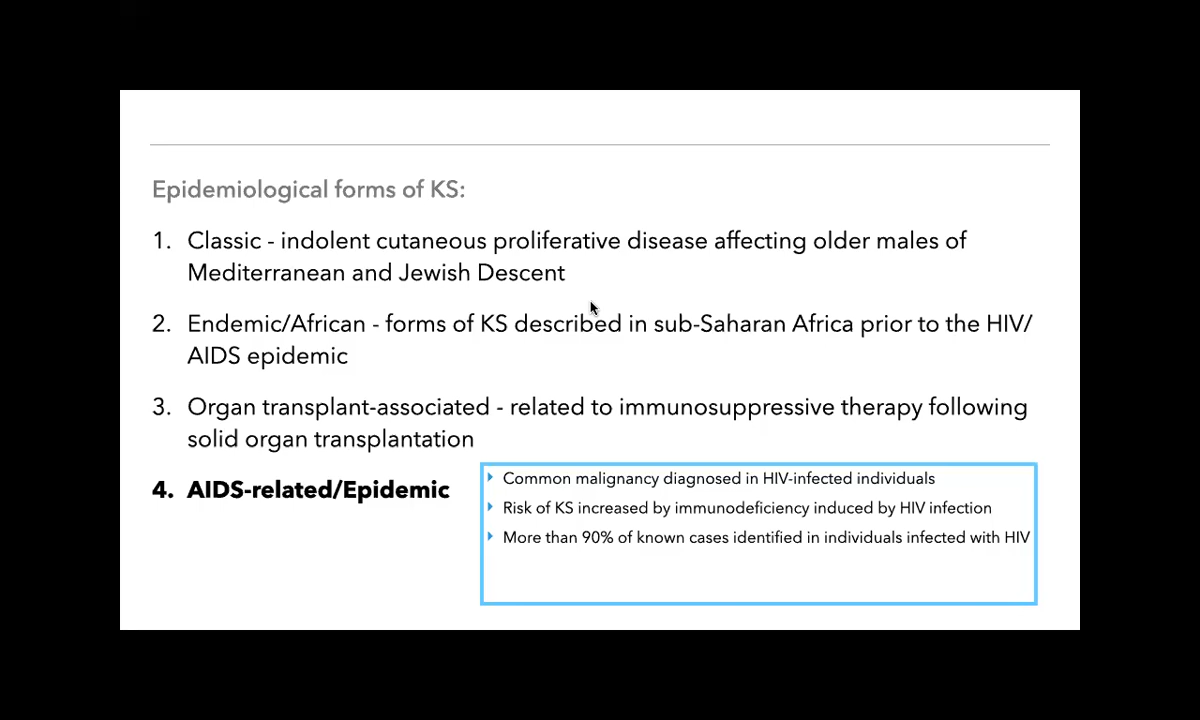 Epidemiological forms of KS:
1. Classic - indolent cutaneous proliferative disease affecting older males of
Mediterranean and Jewish Descent
2. Endemic/African - forms of KS described in sub-Saharan Africa prior to the HIV/
AIDS epidemic
3. Organ transplant-associated - related to immunosuppressive therapy following
solid organ transplantation
4. AIDS-related/Epidemic
Common malignancy diagnosed in HIV-infected individuals
Risk of KS increased by immunodeficiency induced by HIV infection
More than 90% of known cases identified in individuals infected with HIV